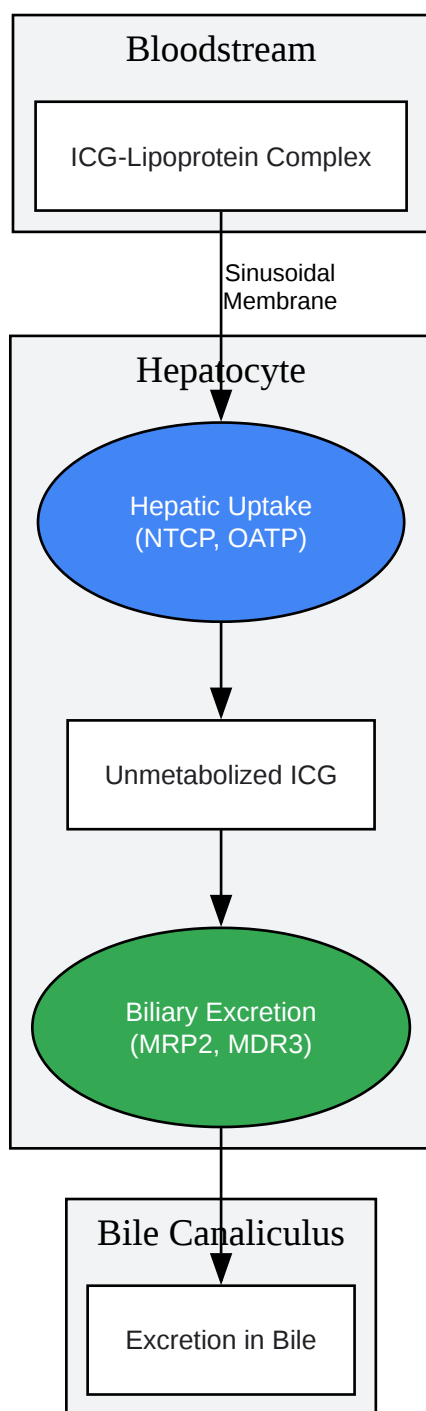 Bloodstream
ICG-Lipoprotein Complex
Sinusoidal
Membrane
Hepatocyte
Hepatic Uptake
(NTCP, OATP)
Unmetabolized ICG
Biliary Excretion
(MRP2, MDR3)
Bile Canaliculus
Excretion in Bile